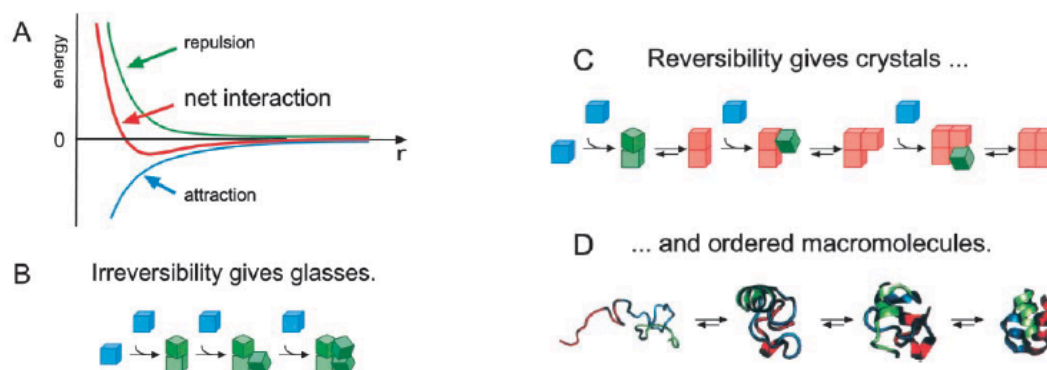 A
energy
repulsion
net interaction
0
r
attraction
B
Irreversibility gives glasses.
C
Reversibility gives crystals ...
D
... and ordered macromolecules.